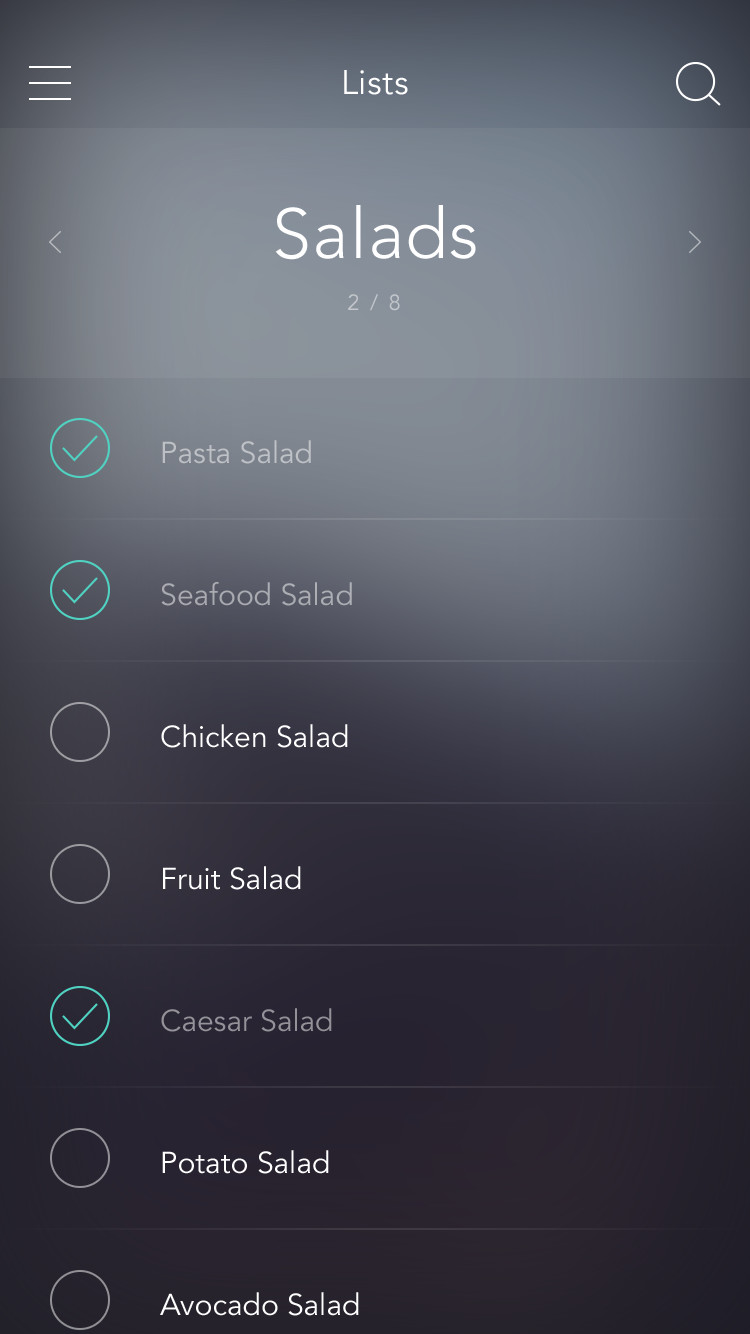 Lists
Salads
2 / 8
Pasta Salad
Seafood Salad
Chicken Salad
Fruit Salad
Caesar Salad
Potato Salad
Avocado Salad